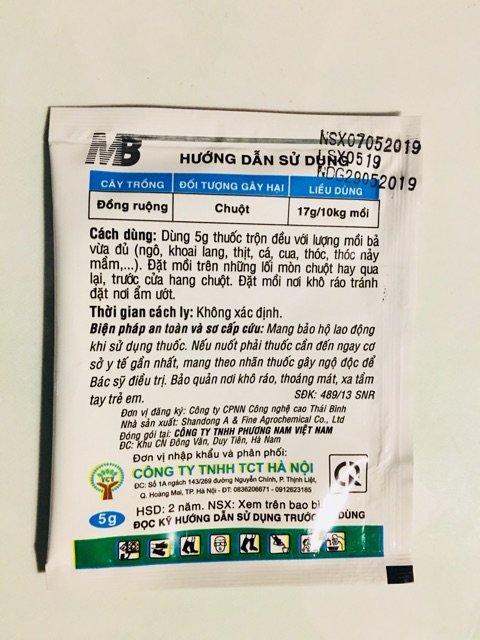 MB
HƯỚNG DẪN SỬ DỤNG
NSX07052019
LSX0519
NDG29052019
CÂY TRỒNG ĐỐI TƯỢNG GÂY HẠI LIỀU DÙNG
Đồng ruộng Chuột 17g/10kg mồi
Cách dùng: Dùng 5g thuốc trộn đều với lượng mồi bả
vừa đủ (ngô, khoai lang, thịt, cá, cua, thóc, thóc nảy
mầm,...). Đặt mồi trên những lối mòn chuột hay qua
lại, trước cửa hang chuột. Đặt mồi nơi khô ráo tránh
đặt nơi ẩm ướt.
Thời gian cách ly: Không xác định.
Biện pháp an toàn và sơ cấp cứu: Mang bảo hộ lao động
khi sử dụng thuốc. Nếu nuốt phải thuốc cần đến ngay cơ
sở y tế gần nhất, mang theo nhãn thuốc gây ngộ độc để
Bác sỹ điều trị. Bảo quản nơi khô ráo, thoáng mát, xa tầm
tay trẻ em. SĐK: 489/13 SNR
Đơn vị đăng ký: Công ty CPNN Công nghệ cao Thái Bình
Nhà sản xuất: Shandong A & Fine Agrochemical Co., Ltd
Đóng gói tại: CÔNG TY TNHH PHƯƠNG NAM VIỆT NAM
ĐC: Khu CN Đồng Văn, Duy Tiên, Hà Nam
Đơn vị nhập khẩu và phân phối:
CÔNG TY TNHH TCT HÀ NỘI
TCT
ĐC: Số 1A ngách 143/269 đường Nguyễn Chính, P. Thịnh Liệt,
Q. Hoàng Mai, TP. Hà Nội - ĐT: 0836206671 - 0912623185
5g
HSD: 2 năm. NSX: Xem trên bao bì
ĐỌC KỸ HƯỚNG DẪN SỬ DỤNG TRƯỚC KHI DÙNG